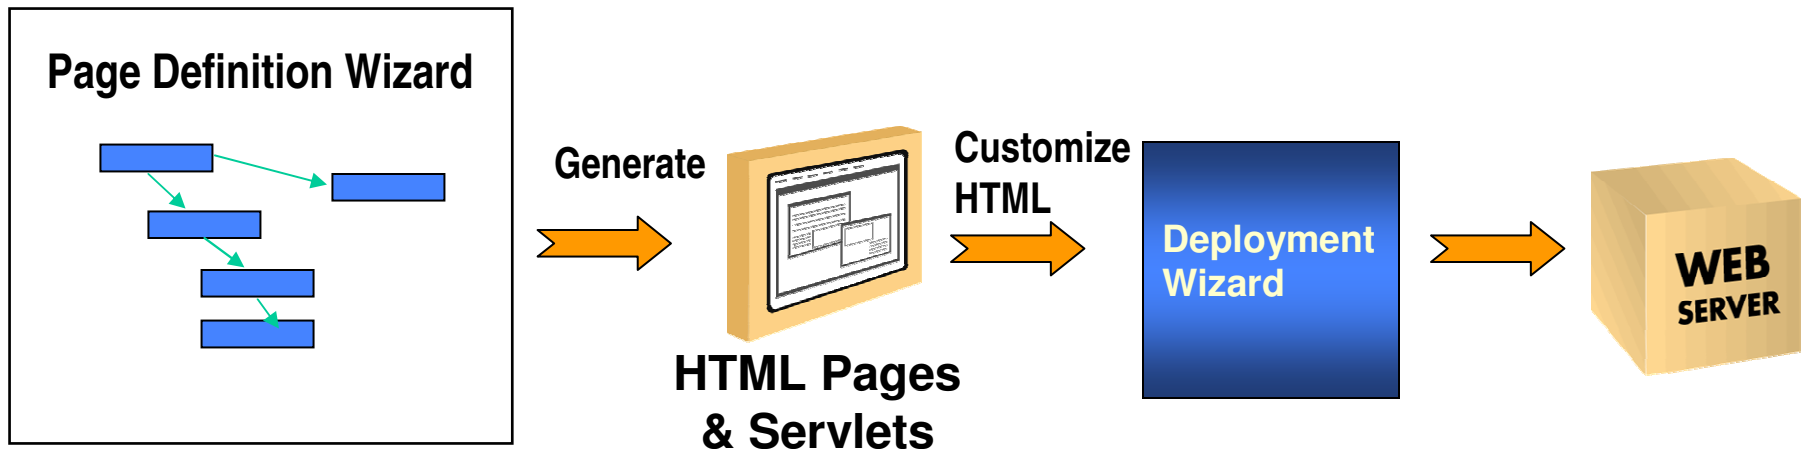 Page Definition Wizard
Generate
HTML Pages
& Servlets
Customize
HTML
Deployment
Wizard
WEB
SERVER